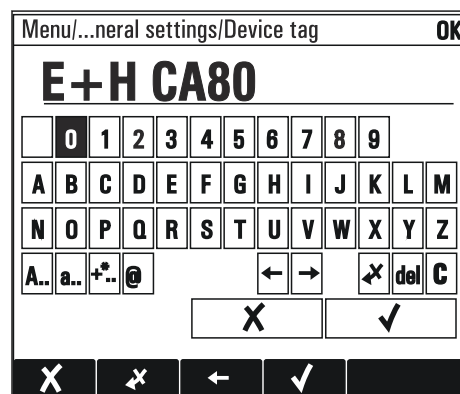 Menu/...neral settings/Device tag OK
E+H CA80
0 1 2 3 4 5 6 7 8 9
A B C D E F G H I J K L M
N O P Q R S T U V W X Y Z
A.. a.. +*.. @ ← → del C
✗ ✓
✗ ← ✓